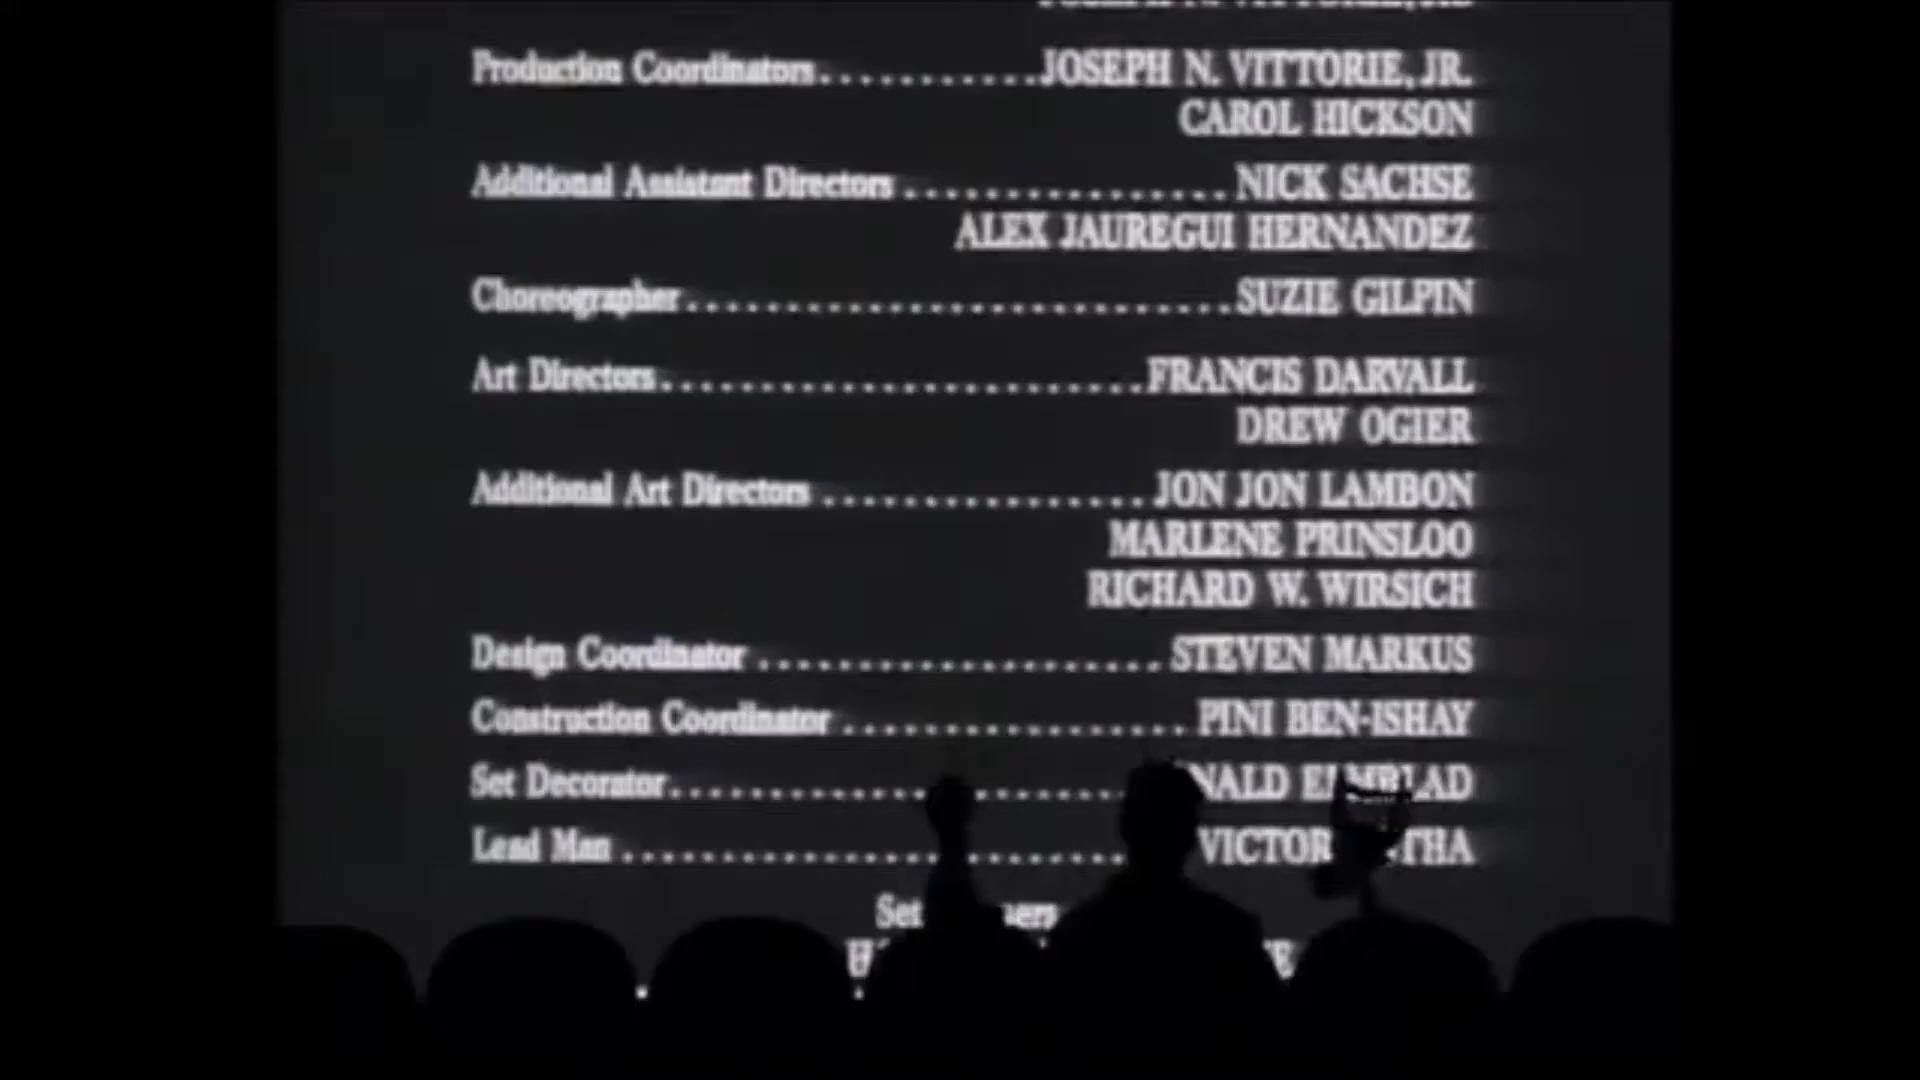 Production Coordinators...........JOSEPH N. VITTORIE, JR.
CAROL HICKSON
Additional Assistant Directors................NICK SACHSE
ALEX JAUREGUI HERNANDEZ
Choreographer...........................SUZIE GILPIN
Art Directors........................FRANCIS DARVALL
DREW OGIER
Additional Art Directors................JON JON LAMBON
MARLENE PRINSLOO
RICHARD W. WIRSICH
Design Coordinator....................STEVEN MARKUS
Construction Coordinator.................PINI BEN-ISHAY
Set Decorator.......................
Lead Man.........................VICTOR
Set